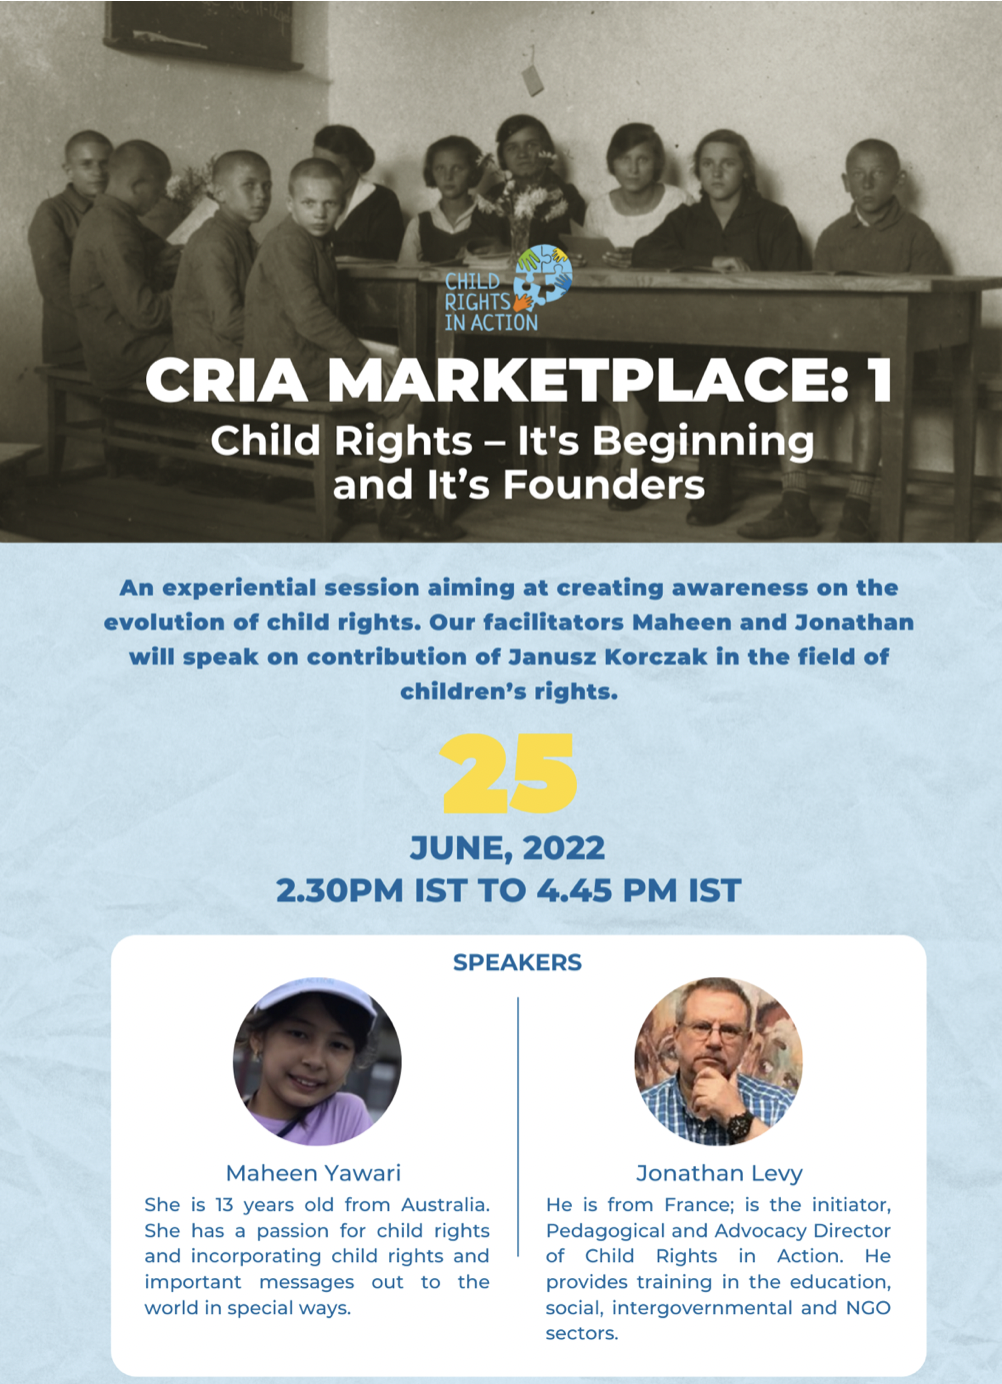 CHILD
RIGHTS
IN ACTION
CRIA MARKETPLACE: 1
Child Rights – It's Beginning
and It’s Founders
An experiential session aiming at creating awareness on the
evolution of child rights. Our facilitators Maheen and Jonathan
will speak on contribution of Janusz Korczak in the field of
children’s rights.
25
JUNE, 2022
2.30PM IST TO 4.45 PM IST
SPEAKERS
Maheen Yawari
She is 13 years old from Australia.
She has a passion for child rights
and incorporating child rights and
important messages out to the
world in special ways.
Jonathan Levy
He is from France; is the initiator,
Pedagogical and Advocacy Director
of Child Rights in Action. He
provides training in the education,
social, intergovernmental and NGO
sectors.